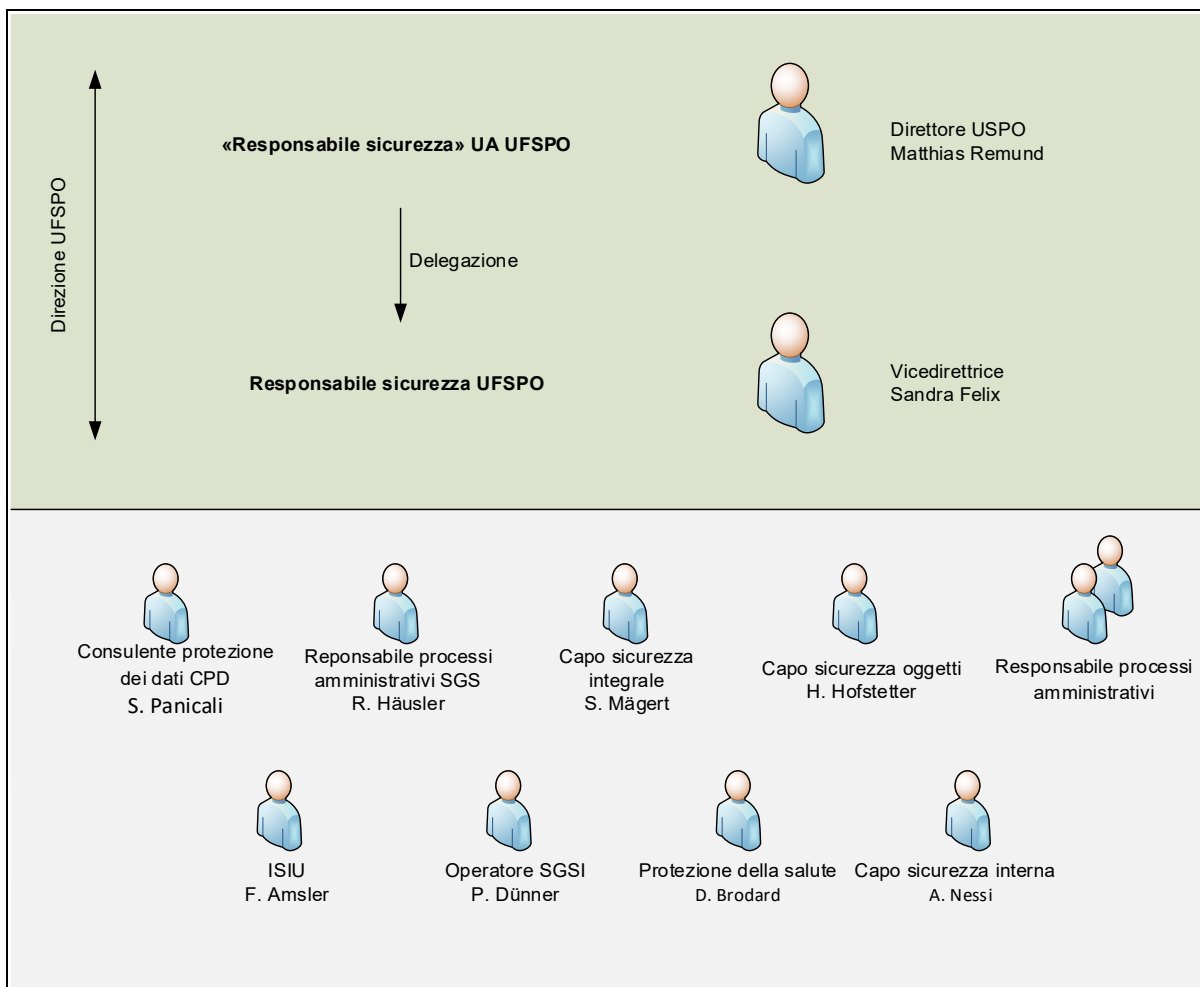 Direzione UFSPO
«Responsabile sicurezza» UA UFSPO
Direttore USPO
Matthias Remund
Delegazione
Responsabile sicurezza UFSPO
Vicedirettrice
Sandra Felix
Consulente protezione
dei dati CPD
S. Panicali
Reponsabile processi
amministrativi SGS
R. Häusler
Capo sicurezza
integrale
S. Mägert
Capo sicurezza oggetti
H. Hofstetter
Responsabile processi
amministrativi
ISIU
F. Amsler
Operatore SGSI
P. Dünner
Protezione della salute
D. Brodard
Capo sicurezza interna
A. Nessi